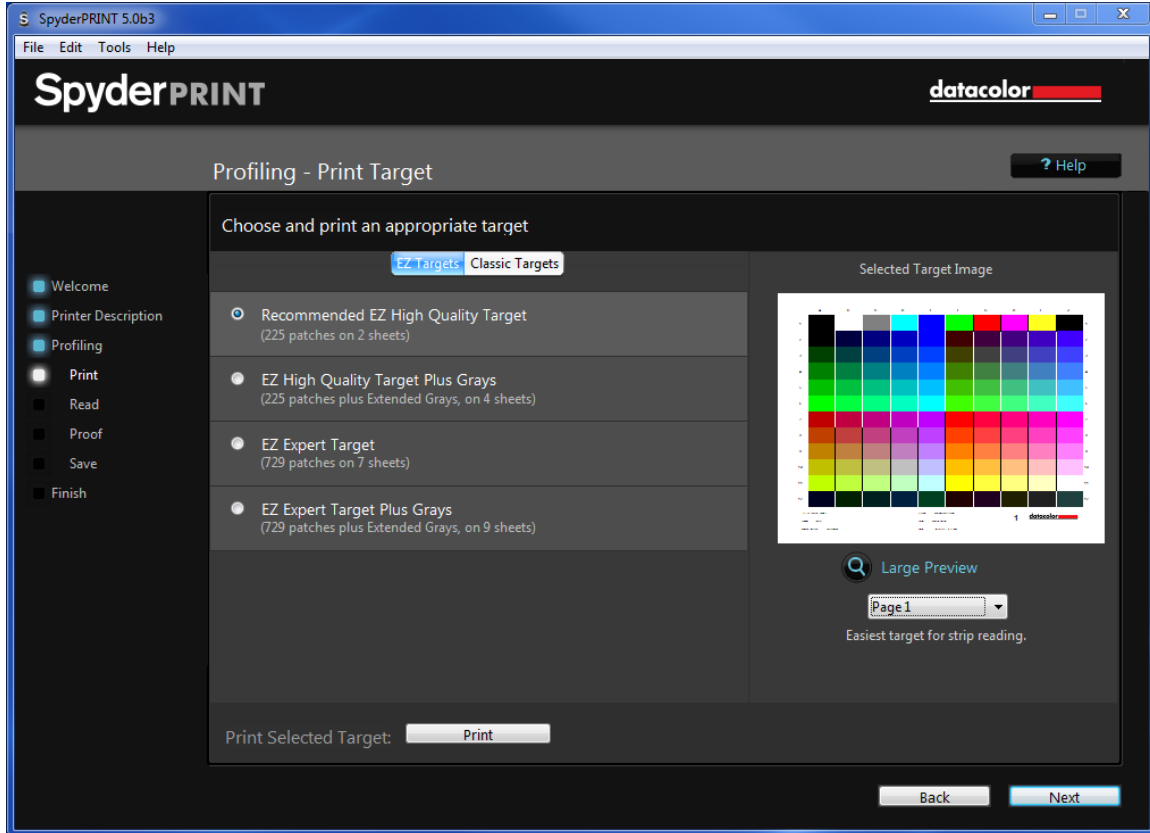 SpyderPRINT 5.0b3
File Edit Tools Help
SpyderPRINT
datacolor
Profiling - Print Target
? Help
Choose and print an appropriate target
EZ Targets Classic Targets
Selected Target Image
Welcome
Printer Description
Profiling
Print
Read
Proof
Save
Finish
Recommended EZ High Quality Target
(225 patches on 2 sheets)
EZ High Quality Target Plus Grays
(225 patches plus Extended Grays, on 4 sheets)
EZ Expert Target
(729 patches on 7 sheets)
EZ Expert Target Plus Grays
(729 patches plus Extended Grays, on 9 sheets)
1 datacolor
Large Preview
Page 1
Easiest target for strip reading.
Print Selected Target: Print
Back Next